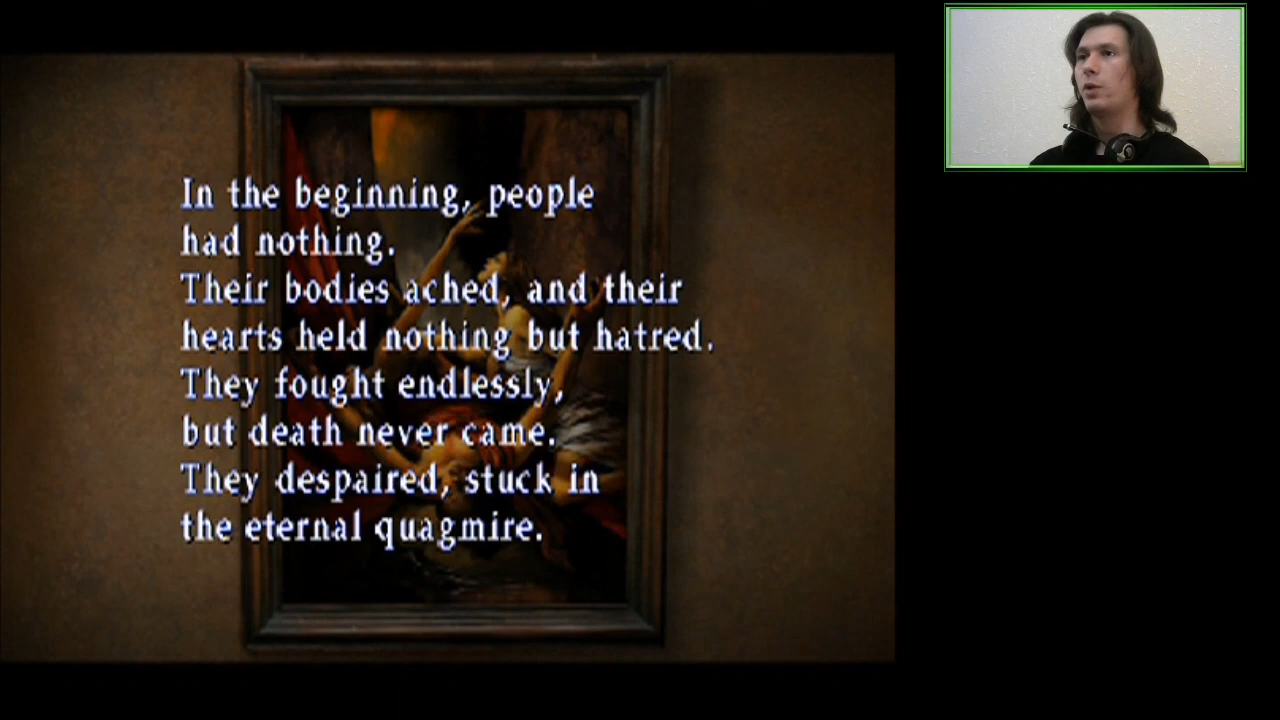 In the beginning, people
had nothing.
Their bodies ached, and their
hearts held nothing but hatred.
They fought endlessly,
but death never came.
They despaired, stuck in
the eternal quagmire.